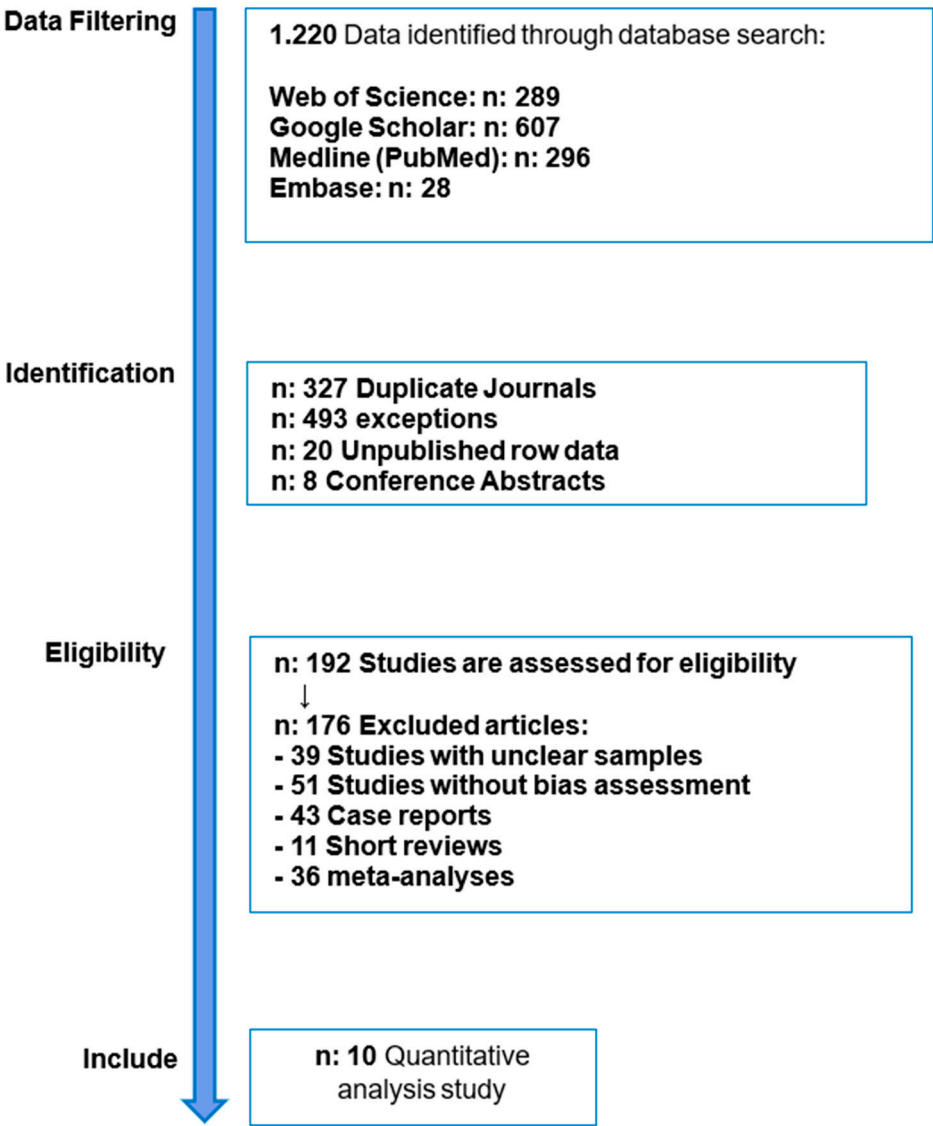 Data Filtering
1.220 Data identified through database search:
Web of Science: n: 289
Google Scholar: n: 607
Medline (PubMed): n: 296
Embase: n: 28
Identification
n: 327 Duplicate Journals
n: 493 exceptions
n: 20 Unpublished row data
n: 8 Conference Abstracts
Eligibility
n: 192 Studies are assessed for eligibility
↓
n: 176 Excluded articles:
- 39 Studies with unclear samples
- 51 Studies without bias assessment
- 43 Case reports
- 11 Short reviews
- 36 meta-analyses
Include
n: 10 Quantitative
analysis study